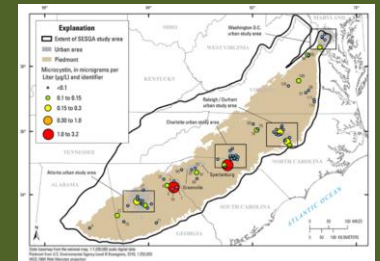 OHIO
MARYLAND
Washington D.C.
urban study area
WEST VIRGINIA
Explanation
Extent of SESQA study area
Urban area
Piedmont
Microcystin, in micrograms per
Liter (µg/L) and identifier
<0.1
0.1 to 0.15
0.15 to 0.3
0.30 to 1.0
1.0 to 3.2
KENTUCKY
Raleigh / Durham
urban study area
Charlotte urban study area
TENNESSEE
NORTH CAROLINA
Atlanta urban study area
Spartanburg
Greenville
ALABAMA
SOUTH CAROLINA
GEORGIA
ATLANTIC OCEAN